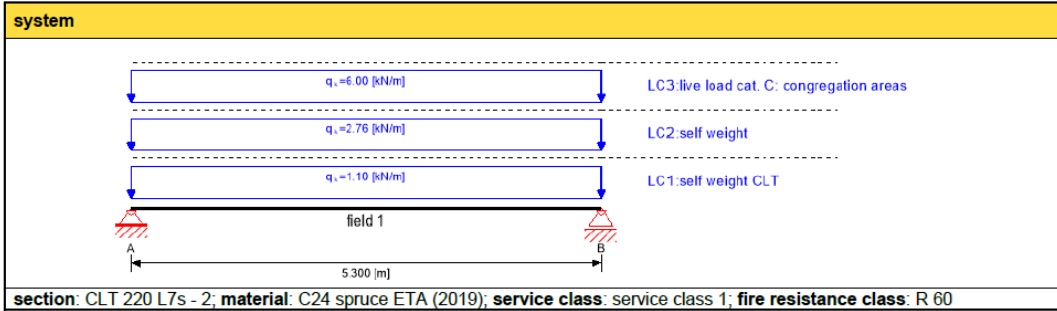 system
qₖ=6.00 [kN/m]
LC3:live load cat. C: congregation areas
qₖ=2.76 [kN/m]
LC2:self weight
qₖ=1.10 [kN/m]
LC1:self weight CLT
field 1
A
B
5.300 [m]
section: CLT 220 L7s - 2; material: C24 spruce ETA (2019); service class: service class 1; fire resistance class: R 60